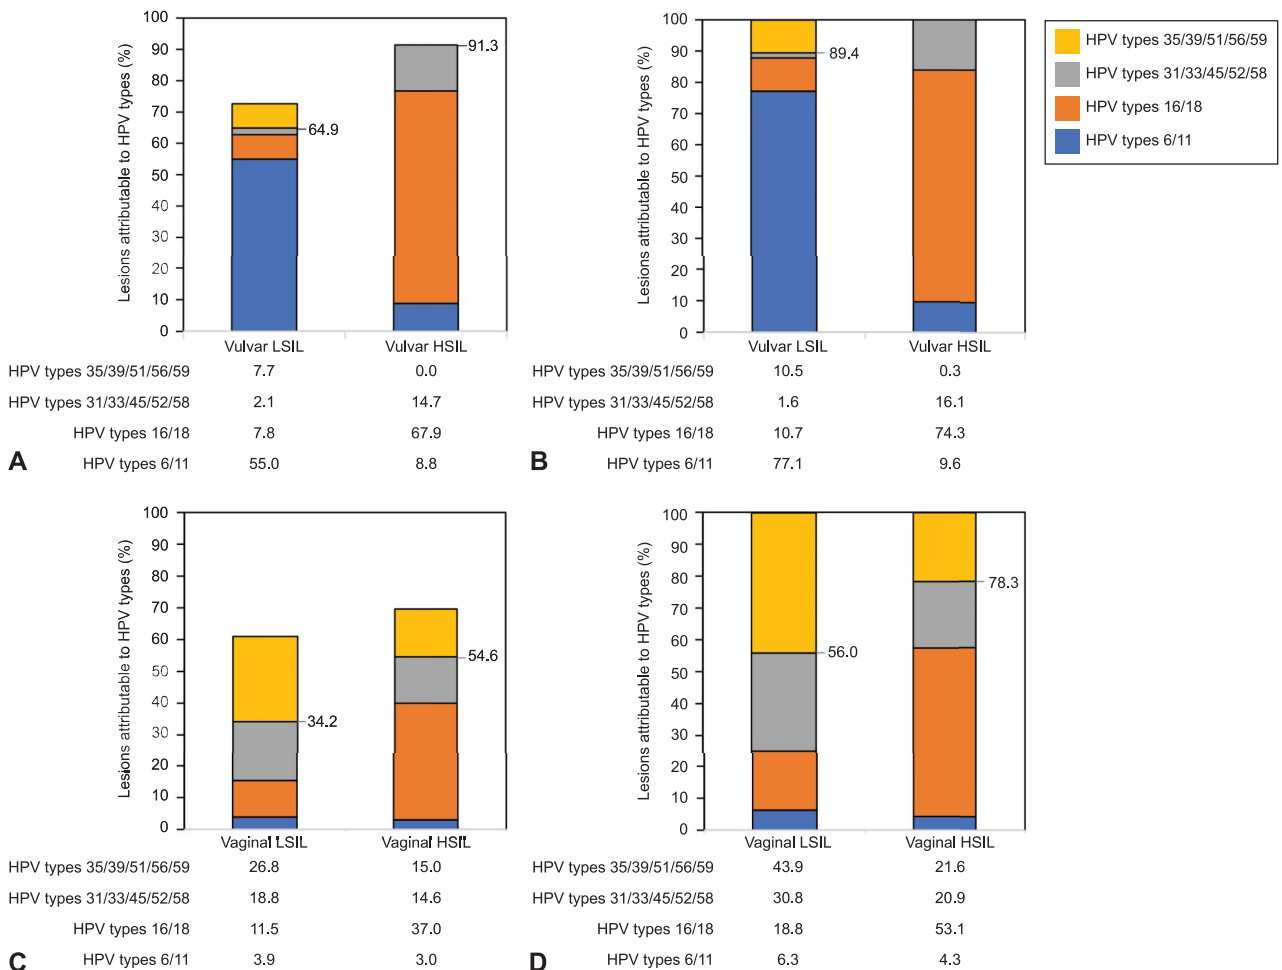 Lesions attributable to HPV types (%)
100
90
80
70
60
50
40
30
20
10
0
91.3
64.9
Vulvar LSIL Vulvar HSIL
HPV types 35/39/51/56/59 7.7 0.0
HPV types 31/33/45/52/58 2.1 14.7
HPV types 16/18 7.8 67.9
HPV types 6/11 55.0 8.8
A
Lesions attributable to HPV types (%)
100
90
80
70
60
50
40
30
20
10
0
89.4
Vulvar LSIL Vulvar HSIL
HPV types 35/39/51/56/59 10.5 0.3
HPV types 31/33/45/52/58 1.6 16.1
HPV types 16/18 10.7 74.3
HPV types 6/11 77.1 9.6
B
HPV types 35/39/51/56/59
HPV types 31/33/45/52/58
HPV types 16/18
HPV types 6/11
Lesions attributable to HPV types (%)
100
90
80
70
60
50
40
30
20
10
0
54.6
34.2
Vaginal LSIL Vaginal HSIL
HPV types 35/39/51/56/59 26.8 15.0
HPV types 31/33/45/52/58 18.8 14.6
HPV types 16/18 11.5 37.0
HPV types 6/11 3.9 3.0
C
Lesions attributable to HPV types (%)
100
90
80
70
60
50
40
30
20
10
0
78.3
56.0
Vaginal LSIL Vaginal HSIL
HPV types 35/39/51/56/59 43.9 21.6
HPV types 31/33/45/52/58 30.8 20.9
HPV types 16/18 18.8 53.1
HPV types 6/11 6.3 4.3
D